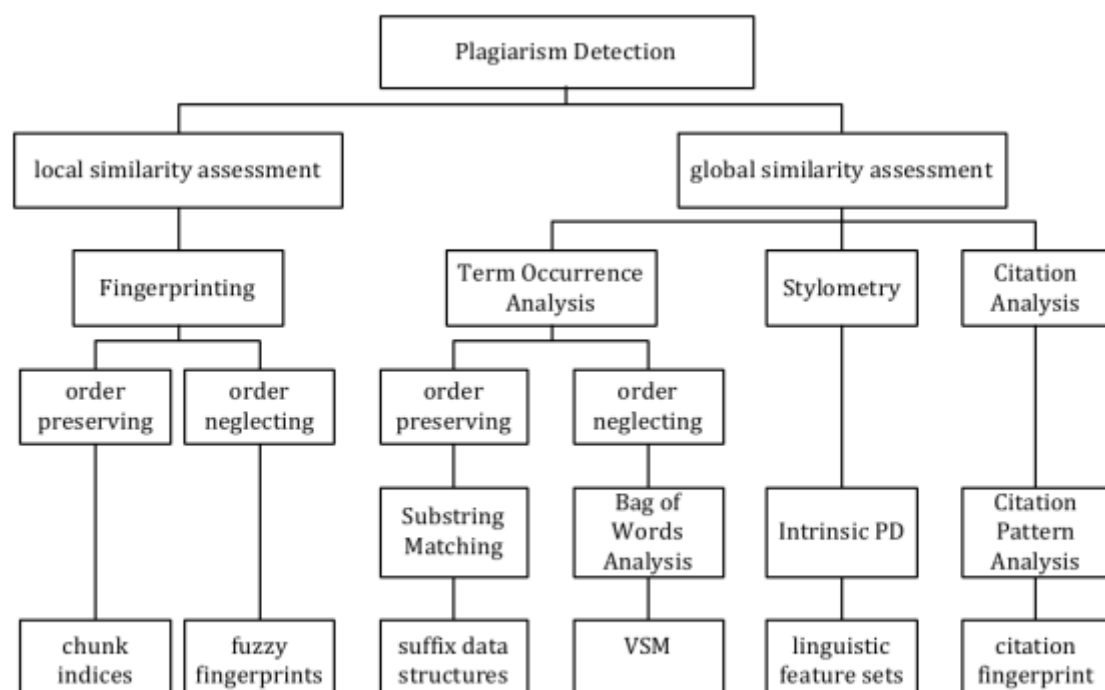 Plagiarism Detection
local similarity assessment
global similarity assessment
Fingerprinting
Term Occurrence
Analysis
Stylometry
Citation
Analysis
order
preserving
order
neglecting
order
preserving
order
neglecting
Substring
Matching
Bag of
Words
Analysis
Intrinsic PD
Citation
Pattern
Analysis
chunk
indices
fuzzy
fingerprints
suffix data
structures
VSM
linguistic
feature sets
citation
fingerprint